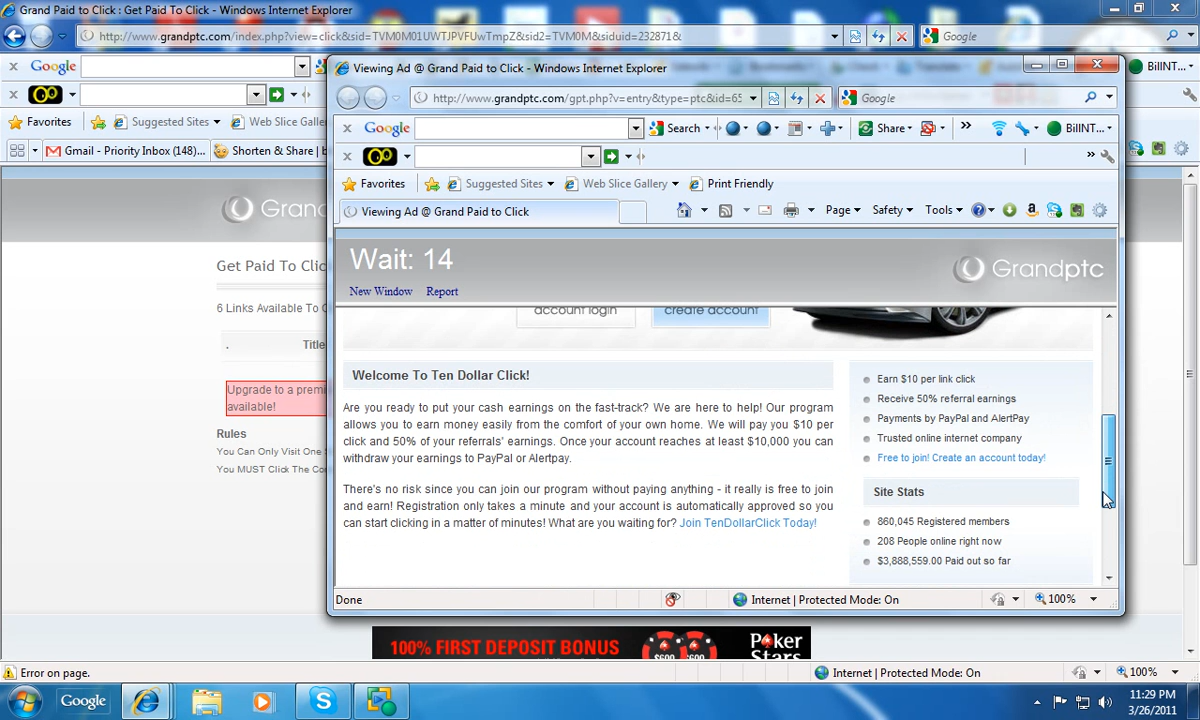 Grand Paid to Click : Get Paid To Click - Windows Internet Explorer
http://www.grandptc.com/index.php?view=click&sid=TVM0M01UWTJPVFUwTmpZ&sid2=TVM0M&siduid=232871&
Google
Google
BillNT...
Favorites
Suggested Sites
Web Slice Galler
Gmail - Priority Inbox (148)...
Shorten & Share | b
Grand
Get Paid To Click
6 Links Available To C
.
Title
Upgrade to a premi
available!
Rules
You Can Only Visit One
You MUST Click The Co
Viewing Ad @ Grand Paid to Click - Windows Internet Explorer
http://www.grandptc.com/gpt.php?v=entry&type=ptc&id=65
Google
Google
Search
Share
BillNT...
Favorites
Suggested Sites
Web Slice Gallery
Print Friendly
Viewing Ad @ Grand Paid to Click
Page
Safety
Tools
Wait: 14
Grandptc
New Window
Report
account login
create account
Welcome To Ten Dollar Click!
Are you ready to put your cash earnings on the fast-track? We are here to help! Our program
allows you to earn money easily from the comfort of your own home. We will pay you $10 per
click and 50% of your referrals' earnings. Once your account reaches at least $10,000 you can
withdraw your earnings to PayPal or Alertpay.
There's no risk since you can join our program without paying anything - it really is free to join
and earn! Registration only takes a minute and your account is automatically approved so you
can start clicking in a matter of minutes! What are you waiting for? Join TenDollarClick Today!
Earn $10 per link click
Receive 50% referral earnings
Payments by PayPal and AlertPay
Trusted online internet company
Free to join! Create an account today!
Site Stats
860,045 Registered members
208 People online right now
$3,888,559.00 Paid out so far
Done
Internet | Protected Mode: On
100%
100% FIRST DEPOSIT BONUS
$600
$600
Poker
Stars
Error on page.
Internet | Protected Mode: On
100%
Google
11:29 PM
3/26/2011